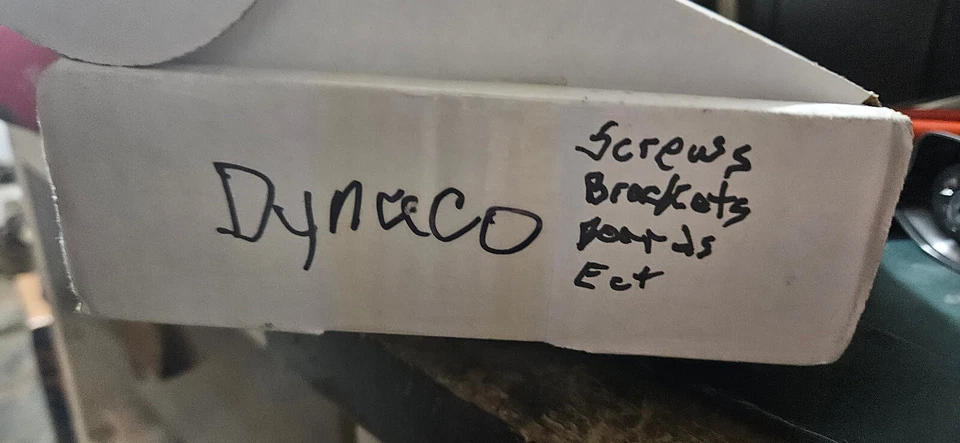 Dynaco
Screws
Brackets
Boards
Ect